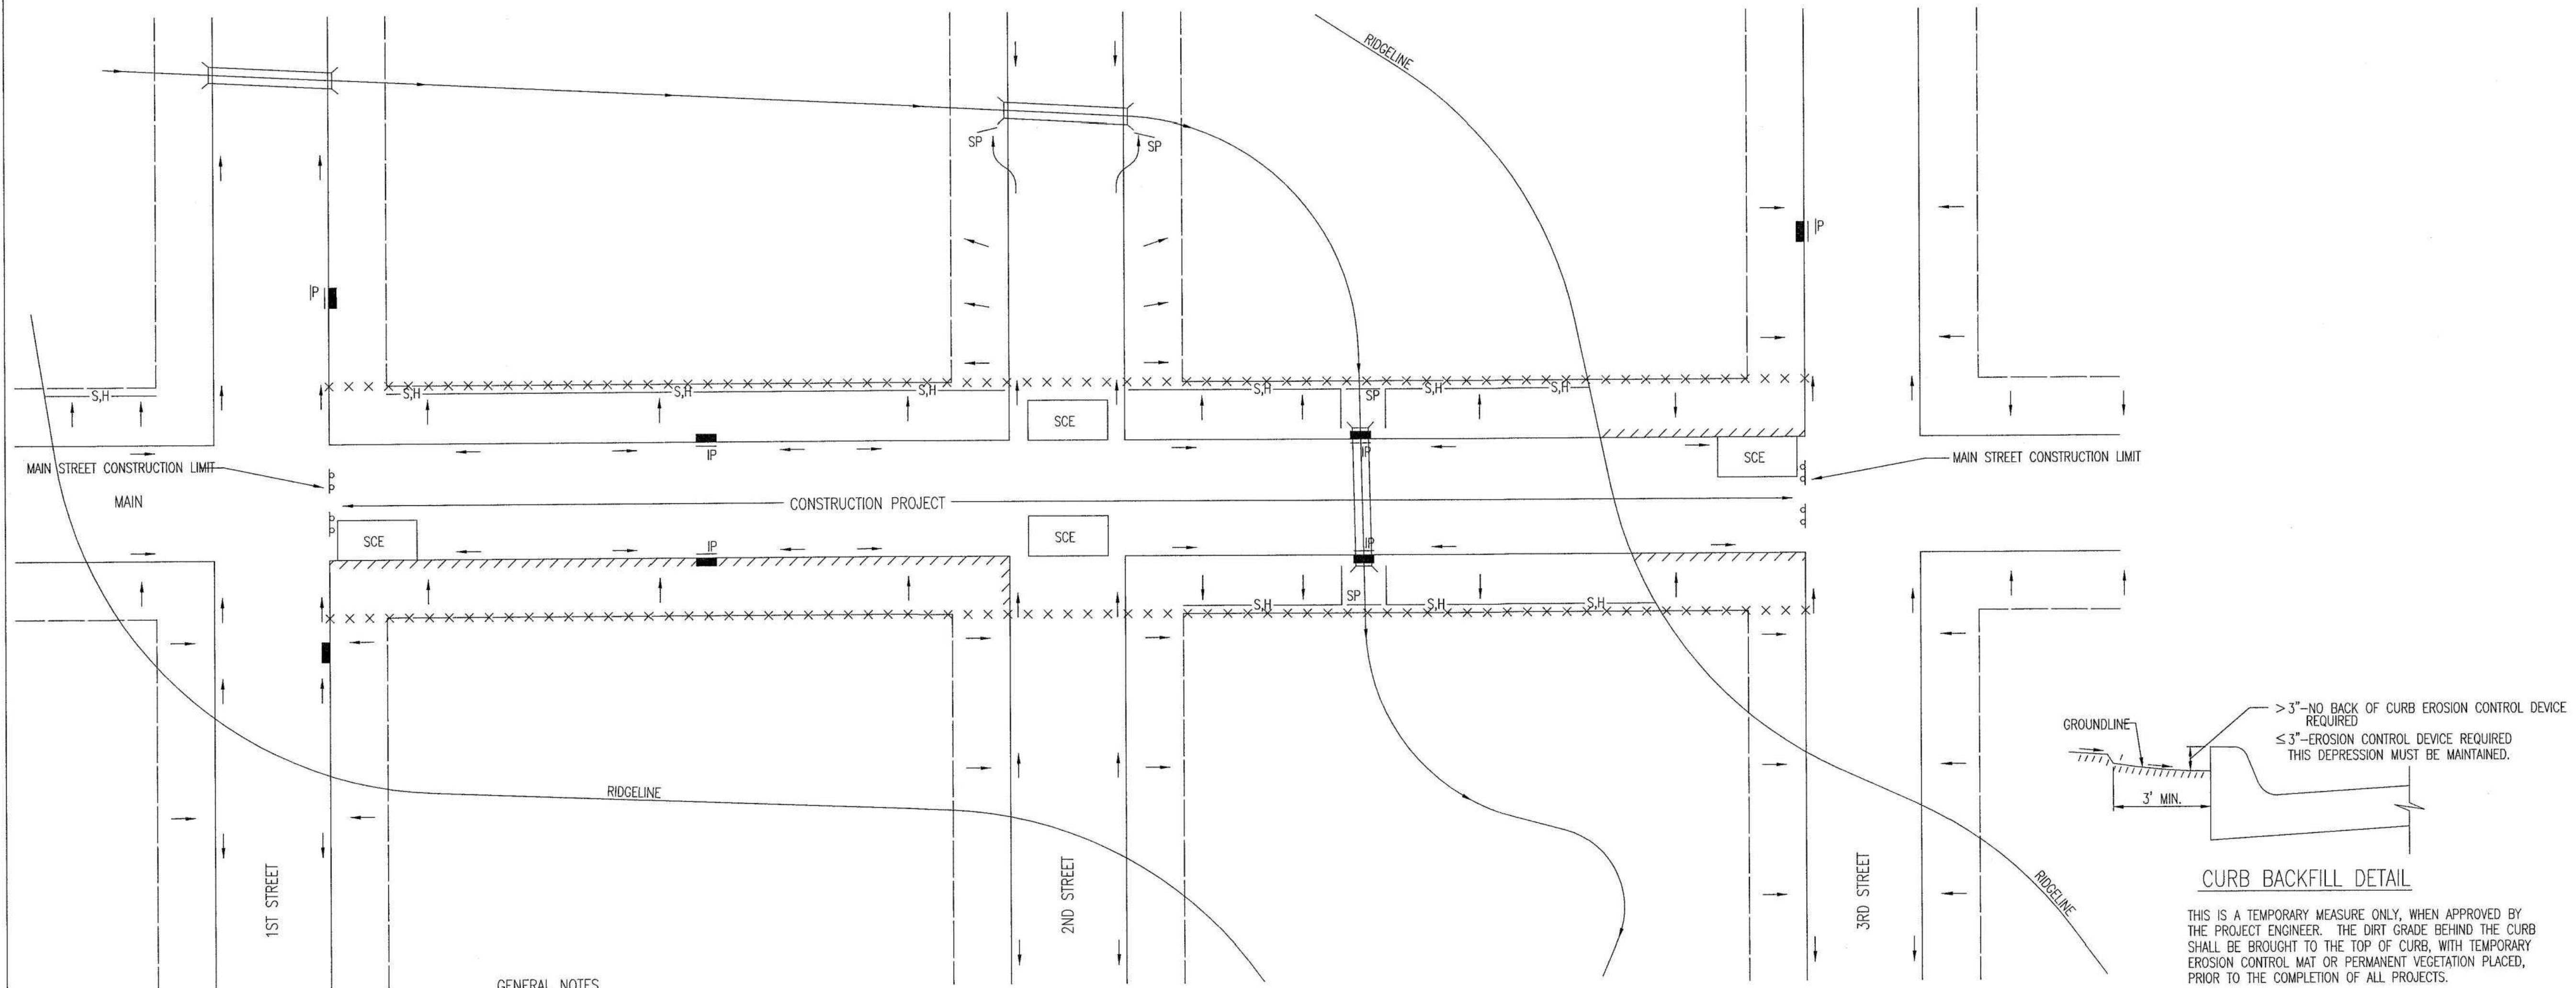 RIDGELINE
SP
SP
IP
IP
S,H
S,H
S,H
S,H
S,H
SP
S,H
S,H
SCE
MAIN STREET CONSTRUCTION LIMIT
IP
IP
SCE
MAIN STREET CONSTRUCTION LIMIT
MAIN
CONSTRUCTION PROJECT
SCE
IP
SCE
IP
S,H
SP
S,H
S,H
RIDGELINE
1ST STREET
2ND STREET
3RD STREET
RIDGELINE
GROUNDLINE
>3"-NO BACK OF CURB EROSION CONTROL DEVICE
REQUIRED
≤3"-EROSION CONTROL DEVICE REQUIRED
THIS DEPRESSION MUST BE MAINTAINED.
3' MIN.
CURB BACKFILL DETAIL
THIS IS A TEMPORARY MEASURE ONLY, WHEN APPROVED BY
THE PROJECT ENGINEER. THE DIRT GRADE BEHIND THE CURB
SHALL BE BROUGHT TO THE TOP OF CURB, WITH TEMPORARY
EROSION CONTROL MAT OR PERMANENT VEGETATION PLACED,
PRIOR TO THE COMPLETION OF ALL PROJECTS.
GENERAL NOTES